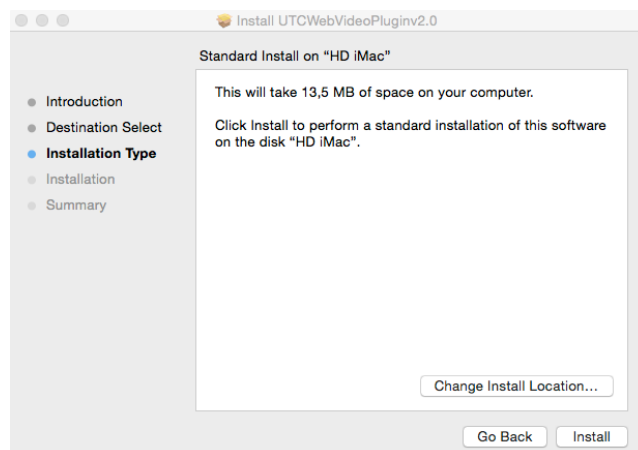 Install UTCWebVideoPluginv2.0
Standard Install on “HD iMac”
Introduction
Destination Select
Installation Type
Installation
Summary
This will take 13,5 MB of space on your computer.
Click Install to perform a standard installation of this software
on the disk “HD iMac”.
Change Install Location...
Go Back
Install